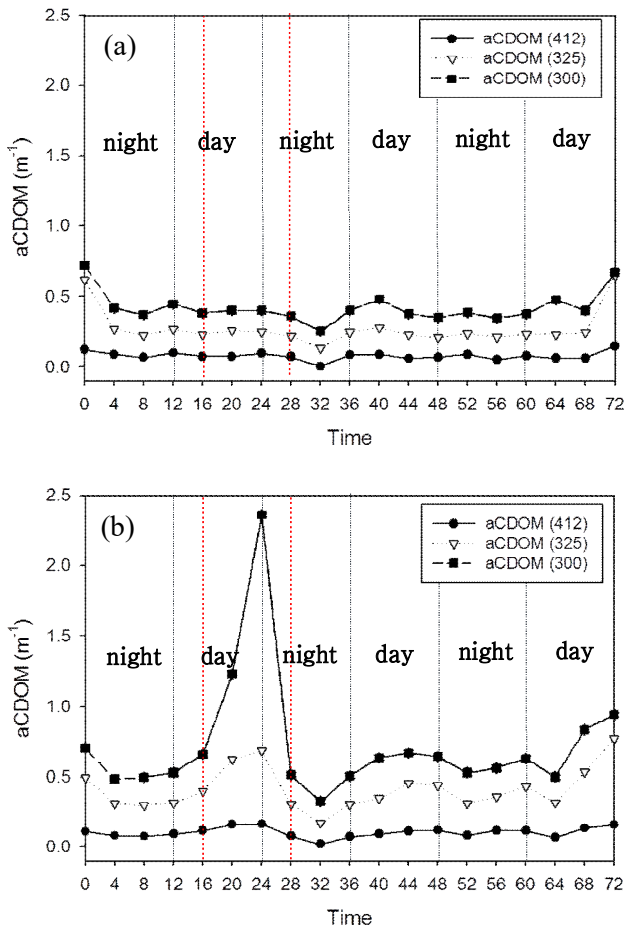 (a)
aCDOM (412)
aCDOM (325)
aCDOM (300)
night day night day night day
2.5
2.0
1.5
1.0
0.5
0.0
aCDOM (m⁻¹)
0 4 8 12 16 20 24 28 32 36 40 44 48 52 56 60 64 68 72
Time
(b)
aCDOM (412)
aCDOM (325)
aCDOM (300)
night day night day night day
2.5
2.0
1.5
1.0
0.5
0.0
aCDOM (m⁻¹)
0 4 8 12 16 20 24 28 32 36 40 44 48 52 56 60 64 68 72
Time